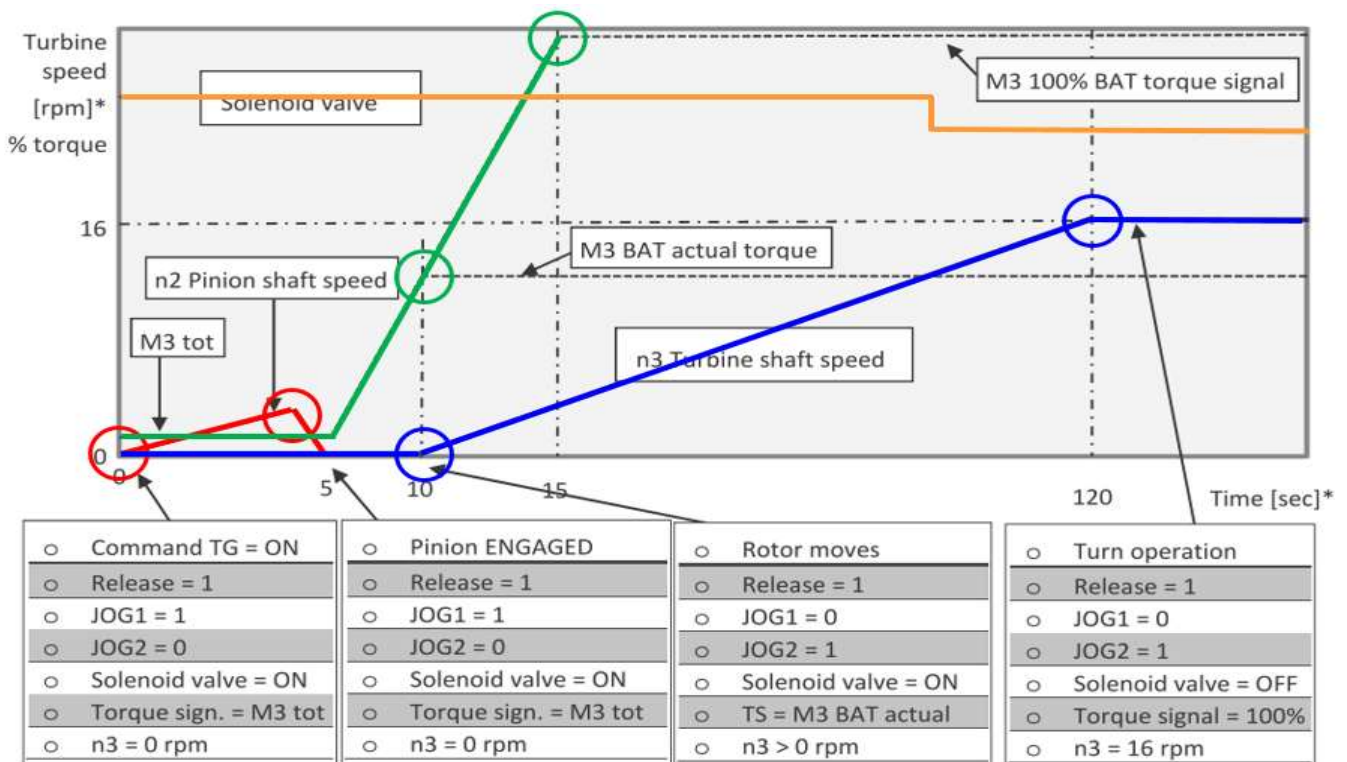 Turbine
speed
[rpm]*
% torque
Solenoid valve
M3 100% BAT torque signal
16
M3 BAT actual torque
n2 Pinion shaft speed
M3 tot
n3 Turbine shaft speed
0
0
5
10
15
120
Time [sec]*
o Command TG = ON
o Release = 1
o JOG1 = 1
o JOG2 = 0
o Solenoid valve = ON
o Torque sign. = M3 tot
o n3 = 0 rpm
o Pinion ENGAGED
o Release = 1
o JOG1 = 1
o JOG2 = 0
o Solenoid valve = ON
o Torque sign. = M3 tot
o n3 = 0 rpm
o Rotor moves
o Release = 1
o JOG1 = 0
o JOG2 = 1
o Solenoid valve = ON
o TS = M3 BAT actual
o n3 > 0 rpm
o Turn operation
o Release = 1
o JOG1 = 0
o JOG2 = 1
o Solenoid valve = OFF
o Torque signal = 100%
o n3 = 16 rpm